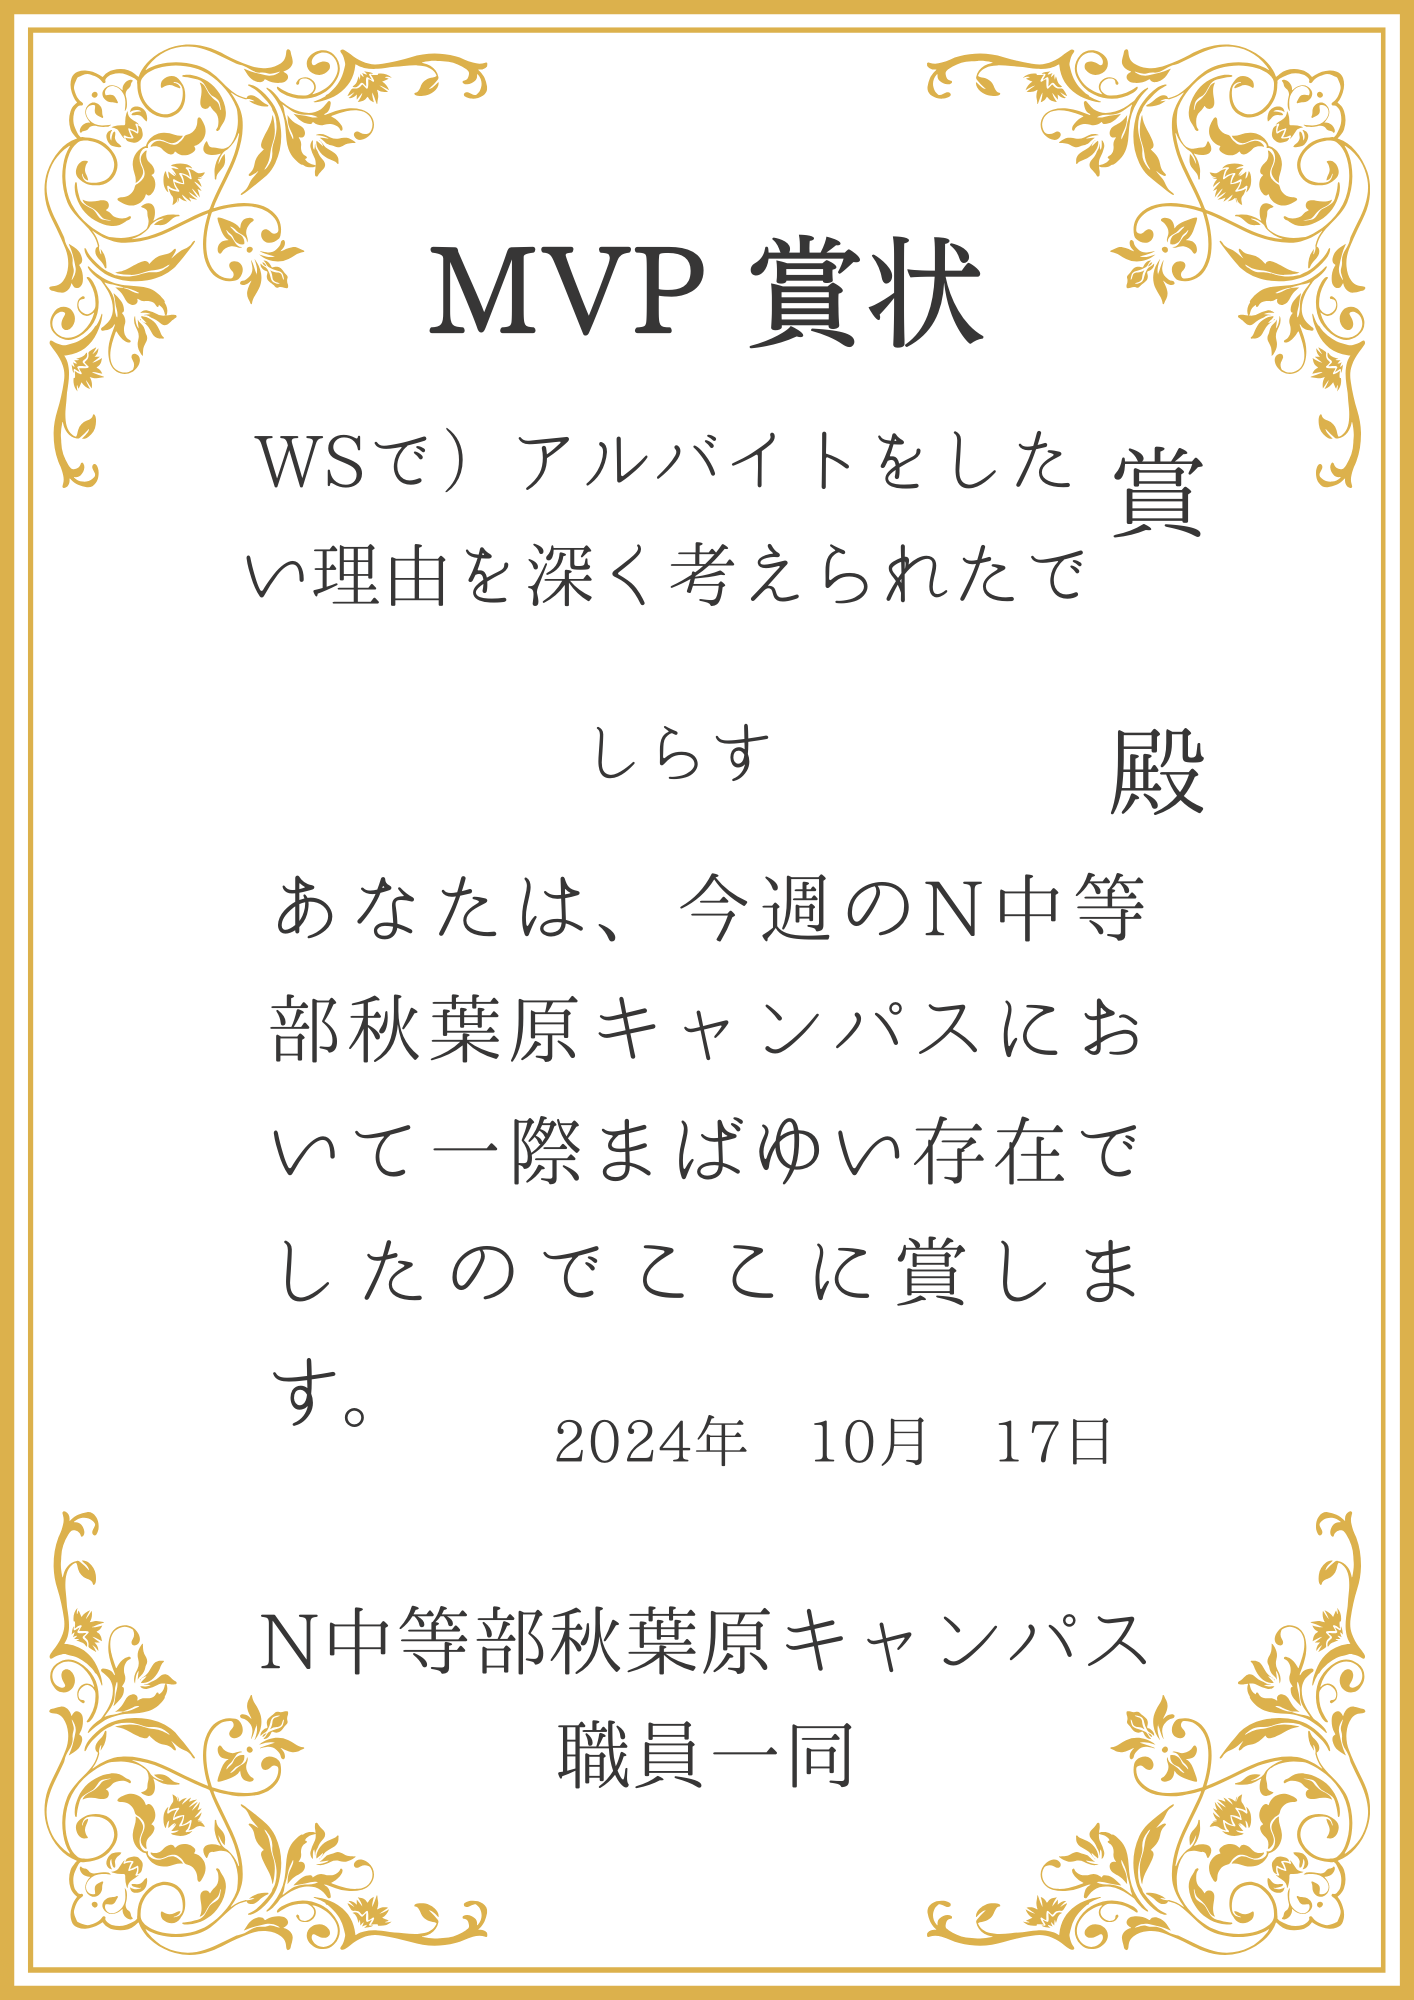 MVP 賞状
WSで）アルバイトをした
い理由を深く考えられたで
賞
しらす
殿
あなたは、今週のN中等
部秋葉原キャンパスにお
いて一際まばゆい存在で
したのでここに賞しま
す。
2024年　10月　17日
N中等部秋葉原キャンパス
職員一同